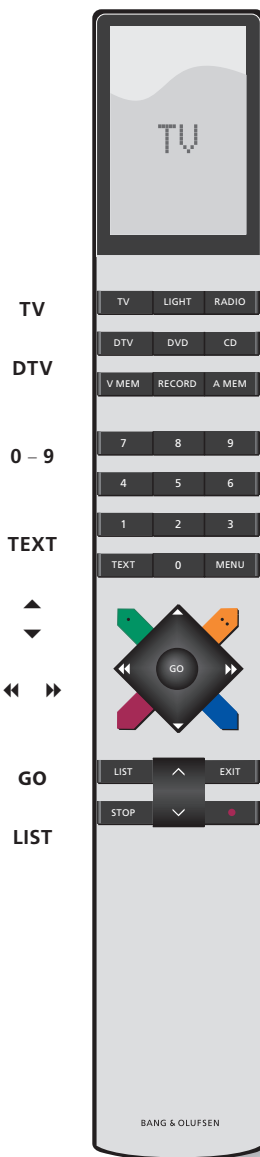 TV
TV
TV LIGHT RADIO
DTV
DTV DVD CD
V MEM RECORD A MEM
0 – 9
7 8 9
4 5 6
TEXT
1 2 3
TEXT 0 MENU
GO
GO
LIST EXIT
LIST
STOP
BANG & OLUFSEN